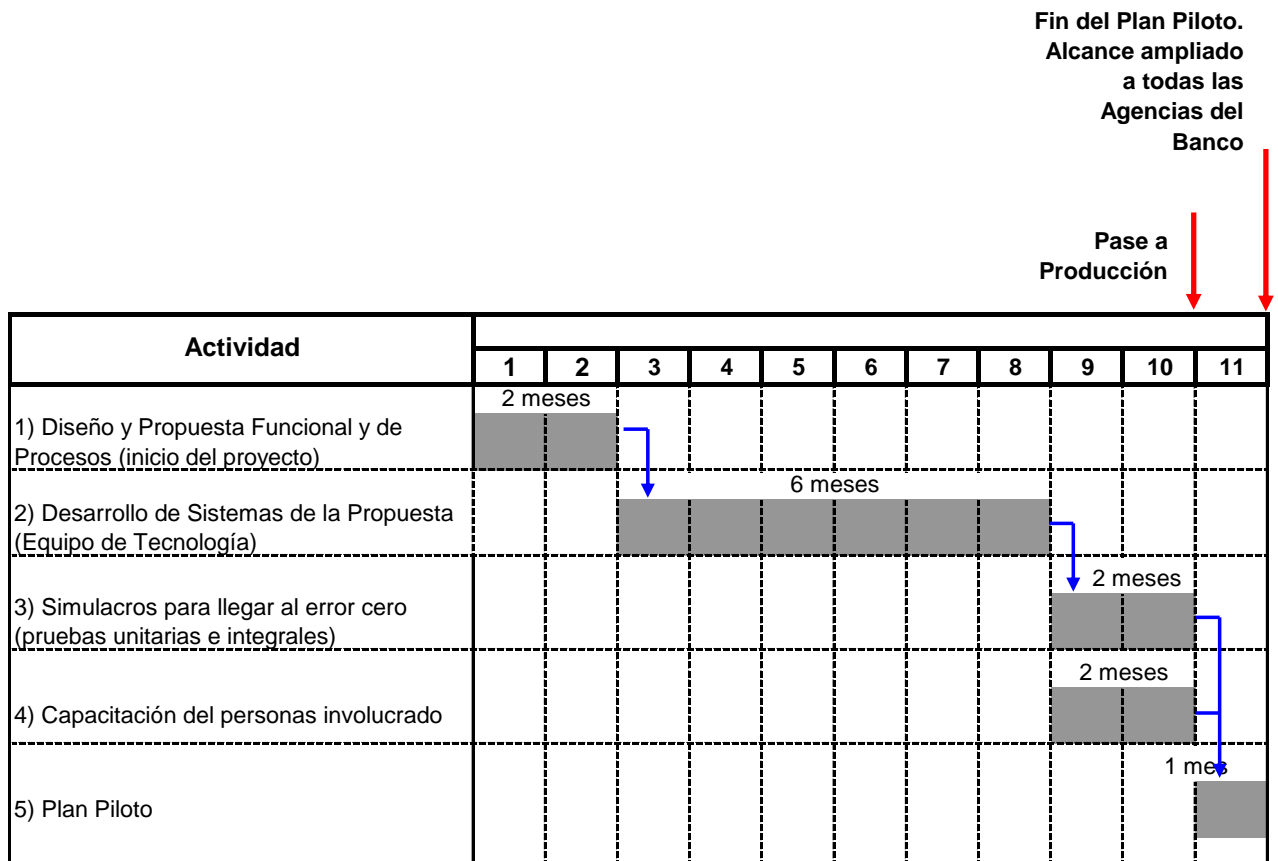 Fin del Plan Piloto.
Alcance ampliado
a todas las
Agencias del
Banco
Pase a
Producción
Actividad
1 2 3 4 5 6 7 8 9 10 11
2 meses
1) Diseño y Propuesta Funcional y de
Procesos (inicio del proyecto)
6 meses
2) Desarrollo de Sistemas de la Propuesta
(Equipo de Tecnología)
2 meses
3) Simulacros para llegar al error cero
(pruebas unitarias e integrales)
2 meses
4) Capacitación del personas involucrado
1 mes
5) Plan Piloto